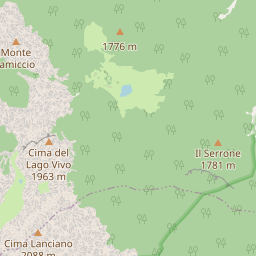 1776 m
Monte
amiccio
Cima del
Lago Vivo
1963 m
Il Serrone
1781 m
Cima Lanciano
2088 m